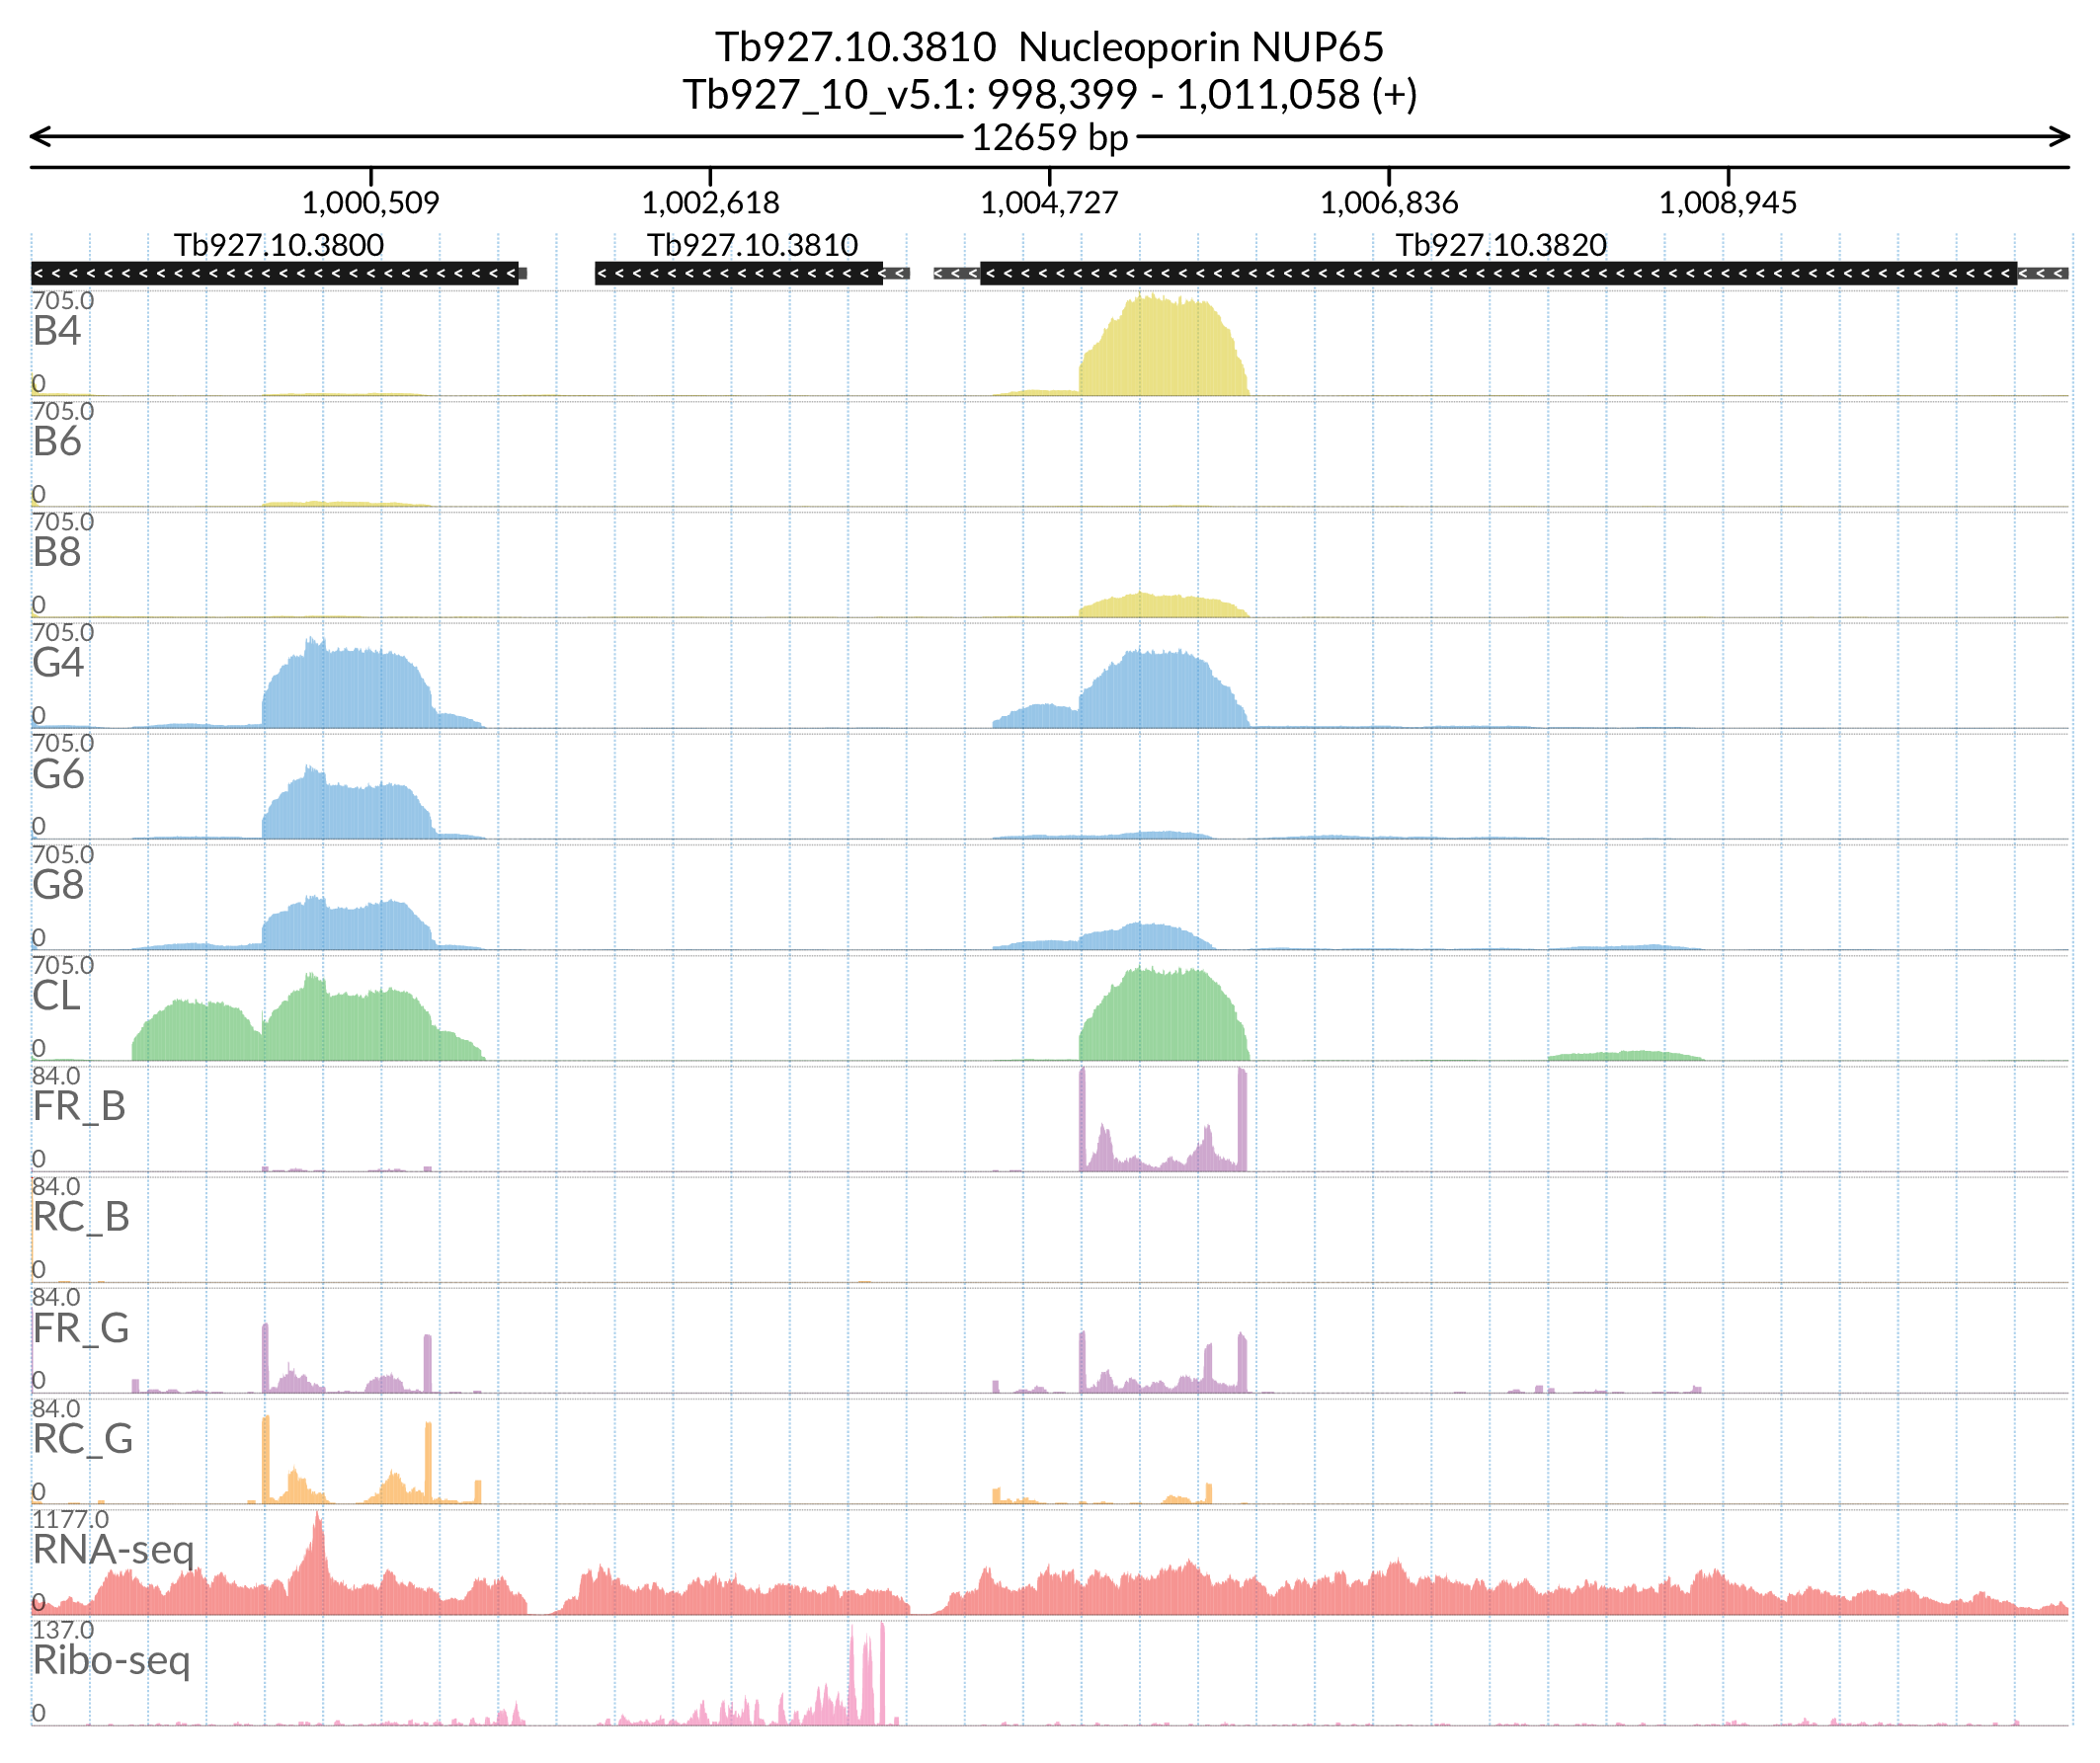 Tb927.10.3810  Nucleoporin NUP65
Tb927_10_v5.1: 998,399 - 1,011,058 (+)
12659 bp
1,000,509 1,002,618 1,004,727 1,006,836 1,008,945
Tb927.10.3800 Tb927.10.3810 Tb927.10.3820
705.0
B4
0
705.0
B6
0
705.0
B8
0
705.0
G4
0
705.0
G6
0
705.0
G8
0
705.0
CL
0
84.0
FR_B
0
84.0
RC_B
0
84.0
FR_G
0
84.0
RC_G
0
1177.0
RNA-seq
0
137.0
Ribo-seq
0